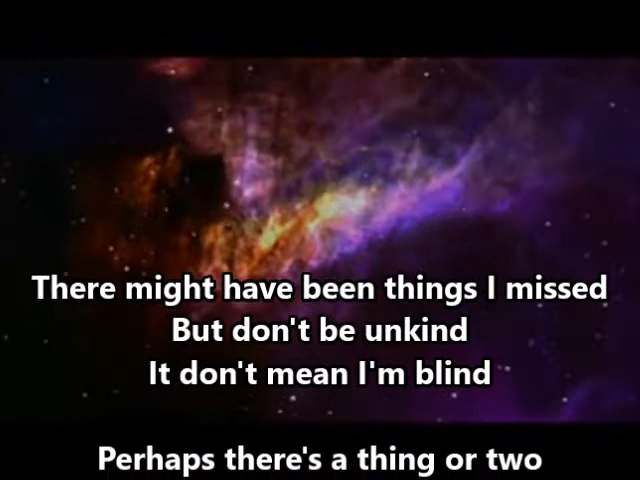 There might have been things I missed
But don't be unkind
It don't mean I'm blind
Perhaps there's a thing or two